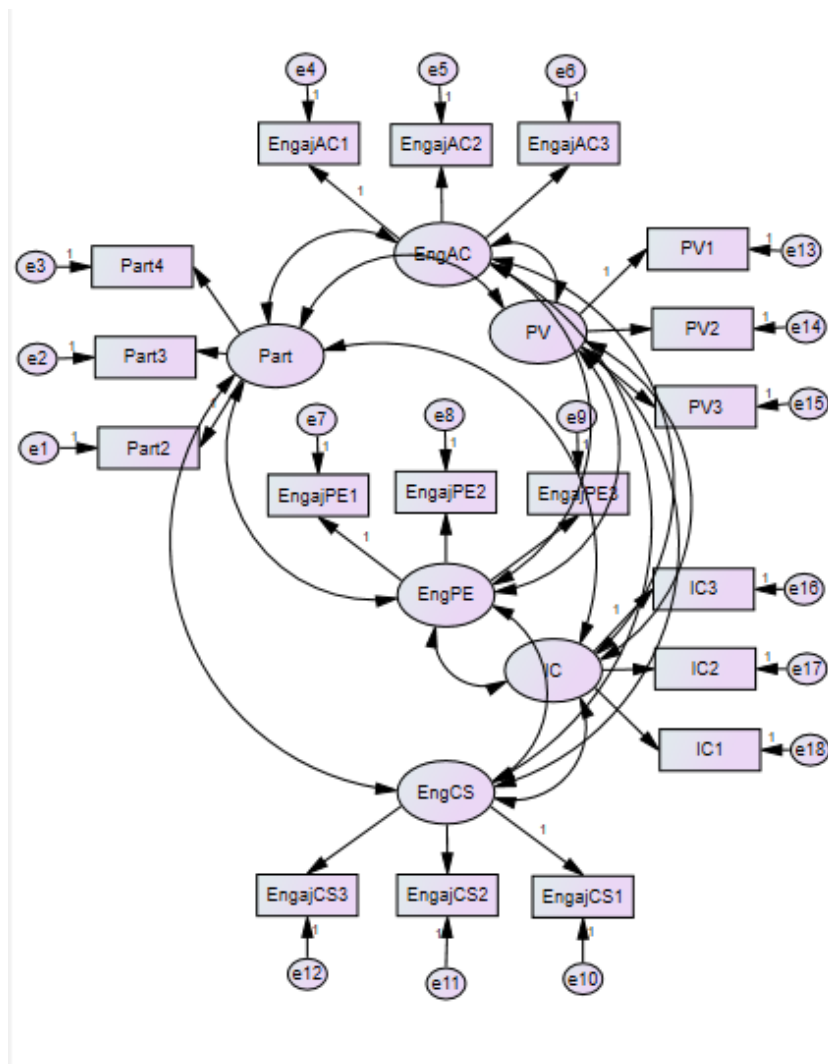 e4
e5
e6
1
1
1
EngajAC1
EngajAC2
EngajAC3
1
e3
1
Part4
EngAC
PV1
1
e13
1
e2
1
Part3
Part
PV
PV2
1
e14
e1
1
Part2
1
PV3
1
e15
e7
e8
e9
1
1
1
EngajPE1
EngajPE2
EngajPE3
1
EngPE
1
IC3
1
e16
IC
IC2
1
e17
IC1
1
e18
EngCS
1
EngajCS3
EngajCS2
EngajCS1
1
1
1
e12
e11
e10